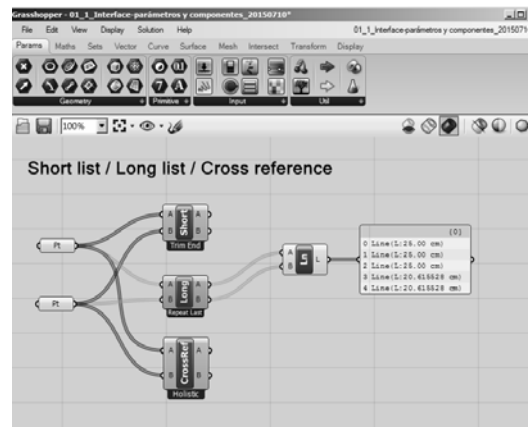 Grasshopper - 01_1_Interface-parámetros y componentes_20150710*
File Edit View Display Solution Help
01_1_Interface-parámetros y componentes_2015071
Params Maths Sets Vector Curve Surface Mesh Intersect Transform Display
Geometry
Primitive
Input
Util
100%
Short list / Long list / Cross reference
Pt
Pt
A
B
Short
A
B
Trim End
A
B
Long
A
B
Repeat Last
A
B
CrossRef
A
B
Holistic
A
B
Ln
L
{0}
0 Line(L:25.00 cm)
1 Line(L:25.00 cm)
2 Line(L:25.00 cm)
3 Line(L:20.615528 cm)
4 Line(L:20.615528 cm)